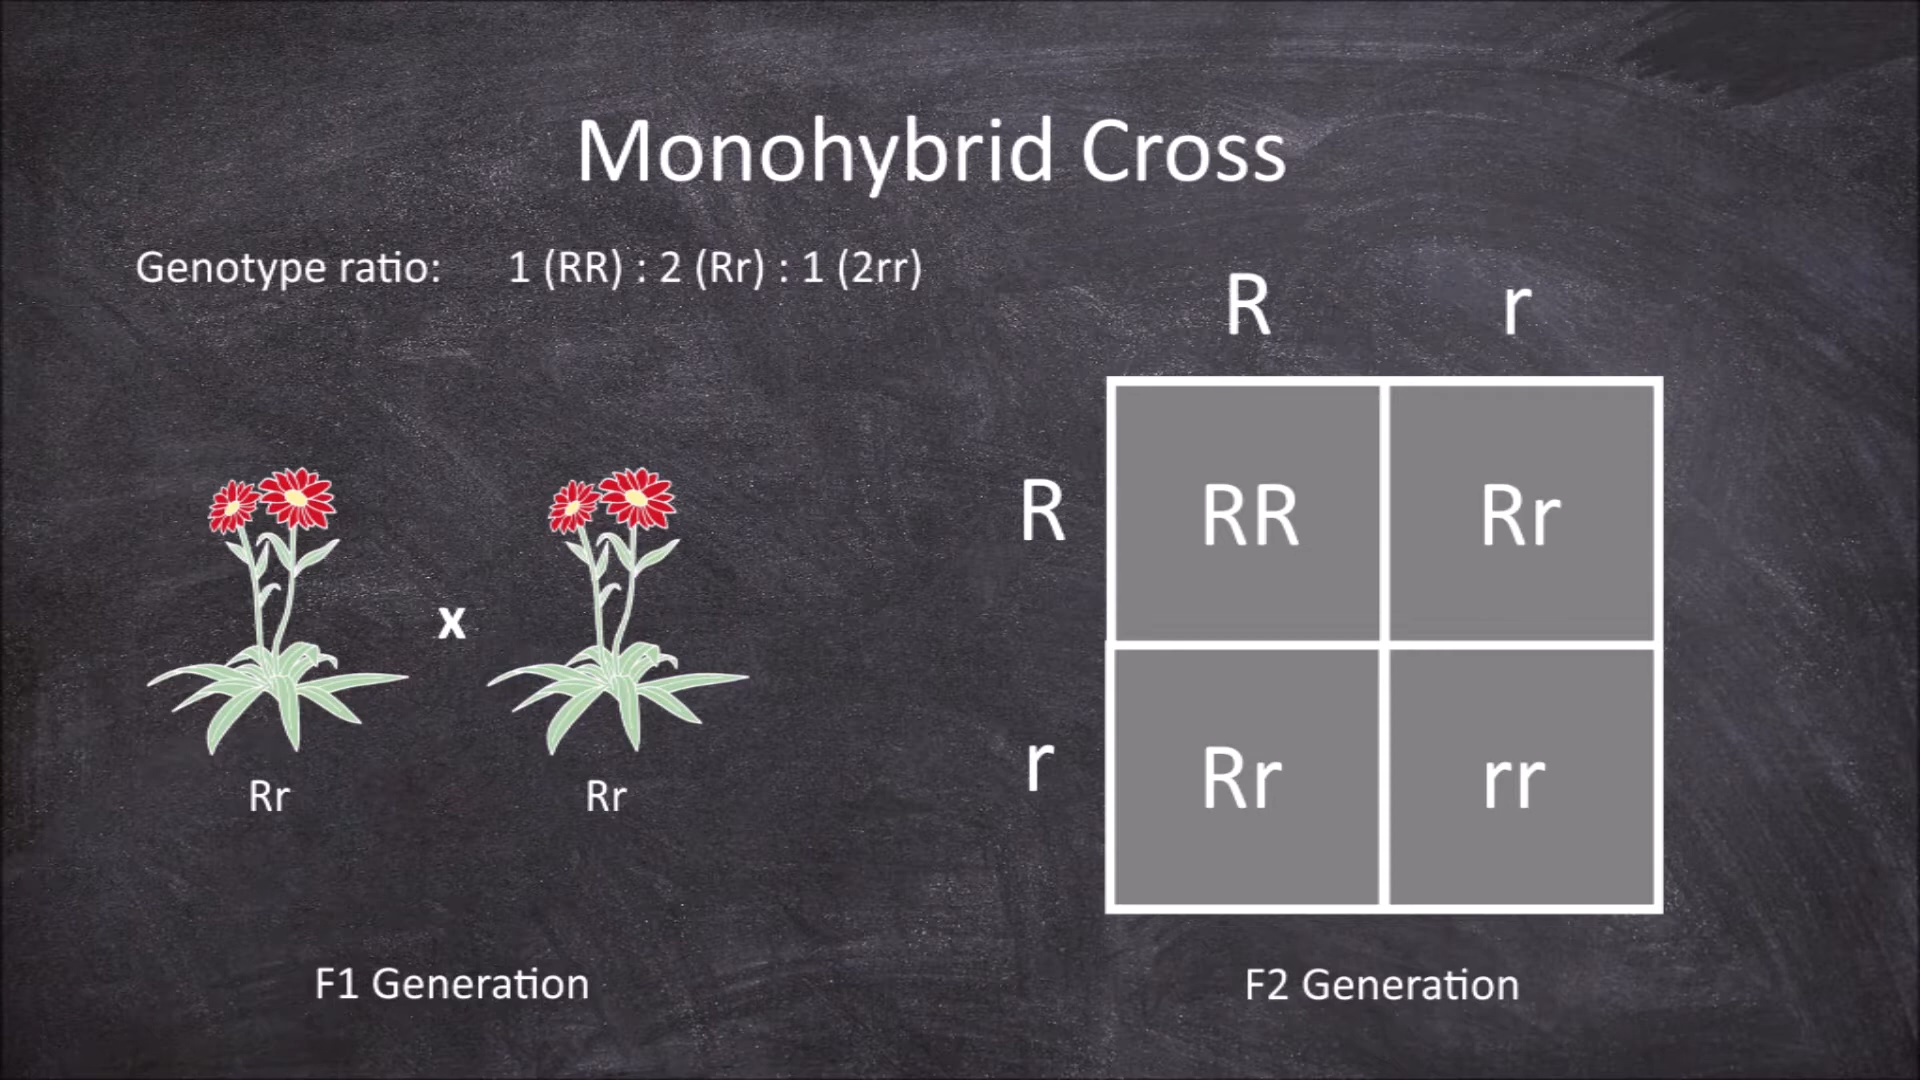 Monohybrid Cross
Genotype ratio: 1 (RR) : 2 (Rr) : 1 (2rr)
R r
R RR Rr
r Rr rr
x
Rr Rr
F1 Generation
F2 Generation